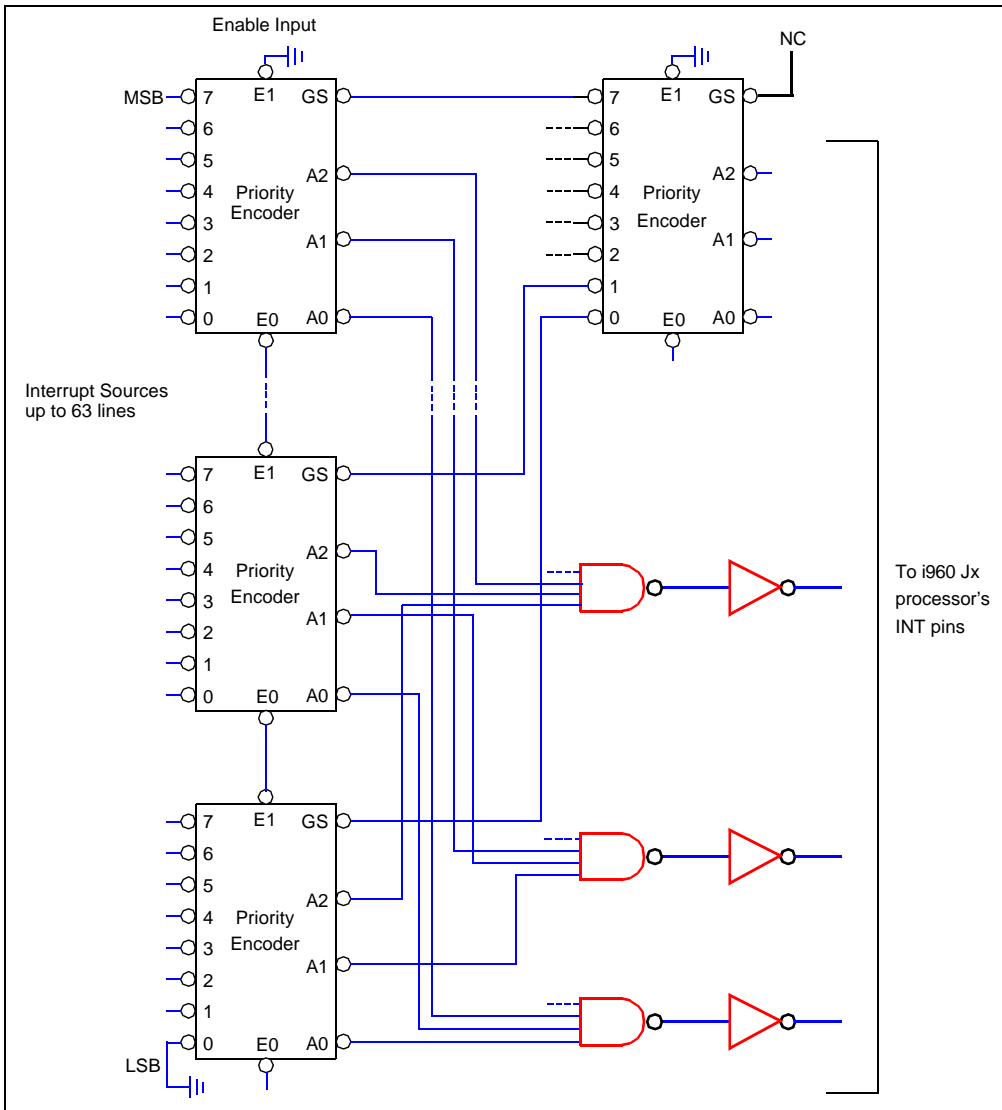 Enable Input
NC
MSB
7 E1 GS
6
5
A2
4 Priority
Encoder
3
A1
2
1
0 E0 A0
7 E1 GS
6
5
A2
4 Priority
3 Encoder
A1
2
1
0 E0 A0
Interrupt Sources
up to 63 lines
7 E1 GS
6
5
A2
4 Priority
3 Encoder
A1
2
1
0 E0 A0
To i960 Jx
processor's
INT pins
7 E1 GS
6
5
A2
4 Priority
3 Encoder
A1
2
1
0 E0 A0
LSB